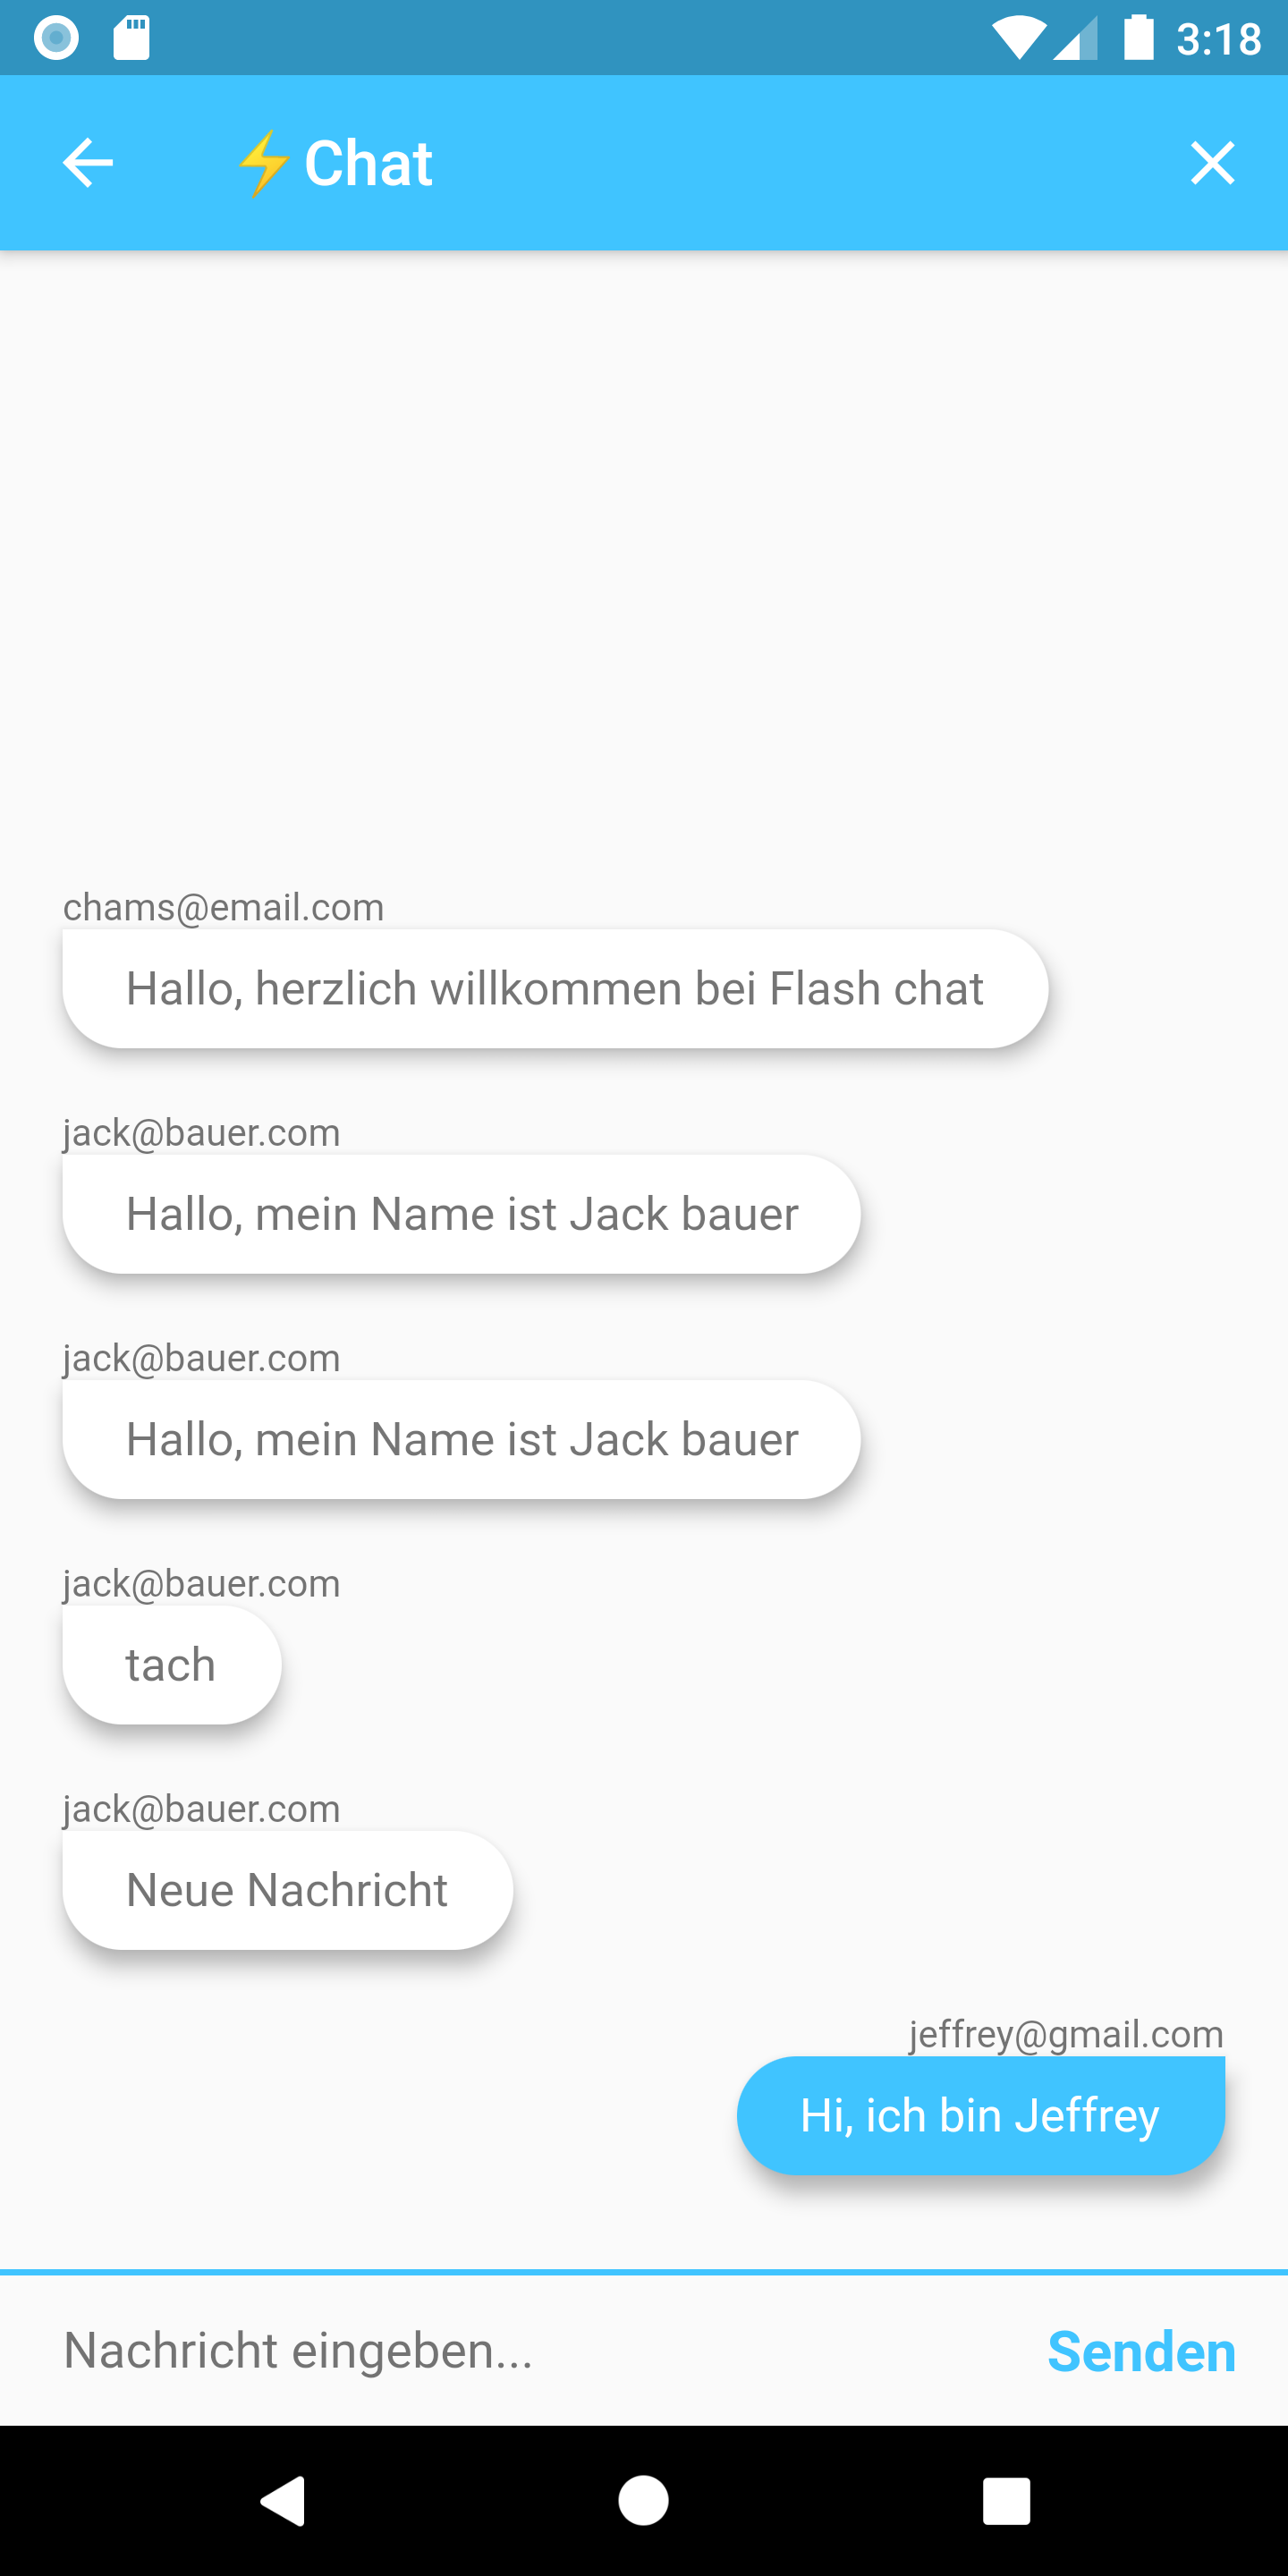 3:18
⚡Chat
chams@email.com
Hallo, herzlich willkommen bei Flash chat
jack@bauer.com
Hallo, mein Name ist Jack bauer
jack@bauer.com
Hallo, mein Name ist Jack bauer
jack@bauer.com
tach
jack@bauer.com
Neue Nachricht
jeffrey@gmail.com
Hi, ich bin Jeffrey
Nachricht eingeben...
Senden